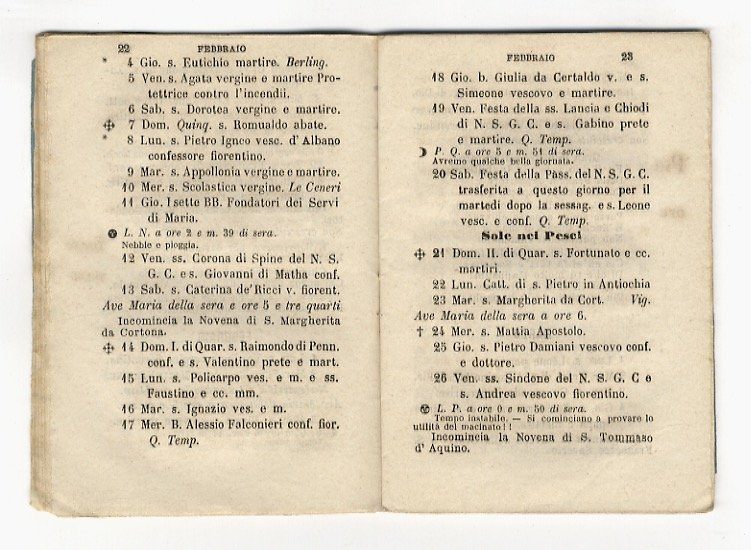 22 FEBBRAIO
* 4 Gio. s. Eutichio martire. Berling.
5 Ven. s. Agata vergine e martire Pro-
tettrice contro l'incendii.
6 Sab. s. Dorotea vergine e martire.
✠ 7 Dom. Quinq. s. Romualdo abate.
* 8 Lun. s. Pietro Igneo vesc. d'Albano
confessore fiorentino.
9 Mar. s. Appollonia vergine e martire.
10 Mer. s. Scolastica vergine. Le Ceneri
11 Gio. I sette BB. Fondatori dei Servi
di Maria.
L. N. a ore 2 e m. 39 di sera.
Nebbie e pioggia.
12 Ven. ss. Corona di Spine del N. S.
G. C. e s. Giovanni di Matha conf.
13 Sab. s. Caterina de' Ricci v. fiorent.
Ave Maria della sera e ore 5 e tre quarti
Incomincia la Novena di S. Margherita
da Cortona.
✠ 14 Dom. I. di Quar. s. Raimondo di Penn.
conf. e s. Valentino prete e mart.
15 Lun. s. Policarpo ves. e m. e ss.
Faustino e cc. mm.
16 Mar. s. Ignazio ves. e m.
17 Mer. B. Alessio Falconieri conf. fior.
Q. Temp.
FEBBRAIO 23
18 Gio. b. Giulia da Certaldo v. e s.
Simeone vescovo e martire.
19 Ven. Festa della ss. Lancia e Chiodi
di N. S. G. C. e s. Gabino prete
e martire. Q. Temp.
☽ P. Q. a ore 5 e m. 51 di sera.
Avremo qualche bella giornata.
20 Sab. Festa della Pass. del N. S. G. C.
trasferita a questo giorno per il
martedì dopo la sessag. e s. Leone
vesc. e conf. Q. Temp.
Sole nei Pesci
✠ 21 Dom. II. di Quar. s. Fortunato e cc.
martiri.
22 Lun. Catt. di s. Pietro in Antiochia
23 Mar. s. Margherita da Cort. Vig.
Ave Maria della sera a ore 6.
† 24 Mer. s. Mattia Apostolo.
25 Gio. s. Pietro Damiani vescovo conf.
e dottore.
26 Ven. ss. Sindone del N. S. G. C e
s. Andrea vescovo fiorentino.
L. P. a ore 0 e m. 50 di sera.
Tempo instabile. — Si cominciano a provare le
utilità del macinato!!
Incomincia la Novena di S. Tommaso
d'Aquino.